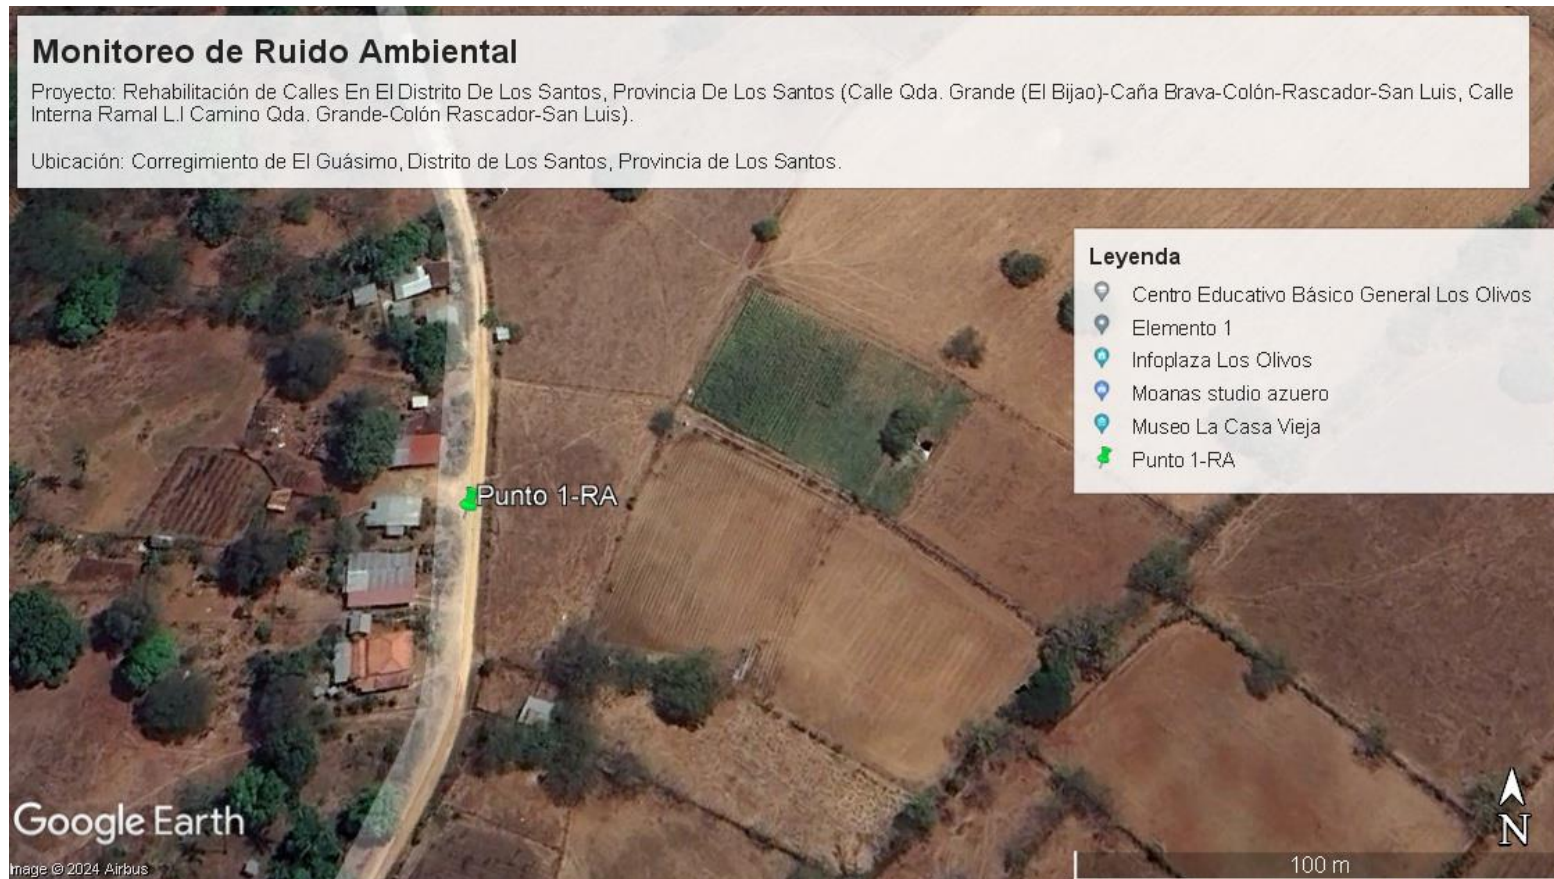 Monitoreo de Ruido Ambiental
Proyecto: Rehabilitación de Calles En El Distrito De Los Santos, Provincia De Los Santos (Calle Qda. Grande (El Bijao)-Caña Brava-Colón-Rascador-San Luis, Calle
Interna Ramal L.I Camino Qda. Grande-Colón Rascador-San Luis).
Ubicación: Corregimiento de El Guásimo, Distrito de Los Santos, Provincia de Los Santos.
Leyenda
Centro Educativo Básico General Los Olivos
Elemento 1
Infoplaza Los Olivos
Moanas studio azuero
Museo La Casa Vieja
Punto 1-RA
Punto 1-RA
Google Earth
Image © 2024 Airbus
N
100 m